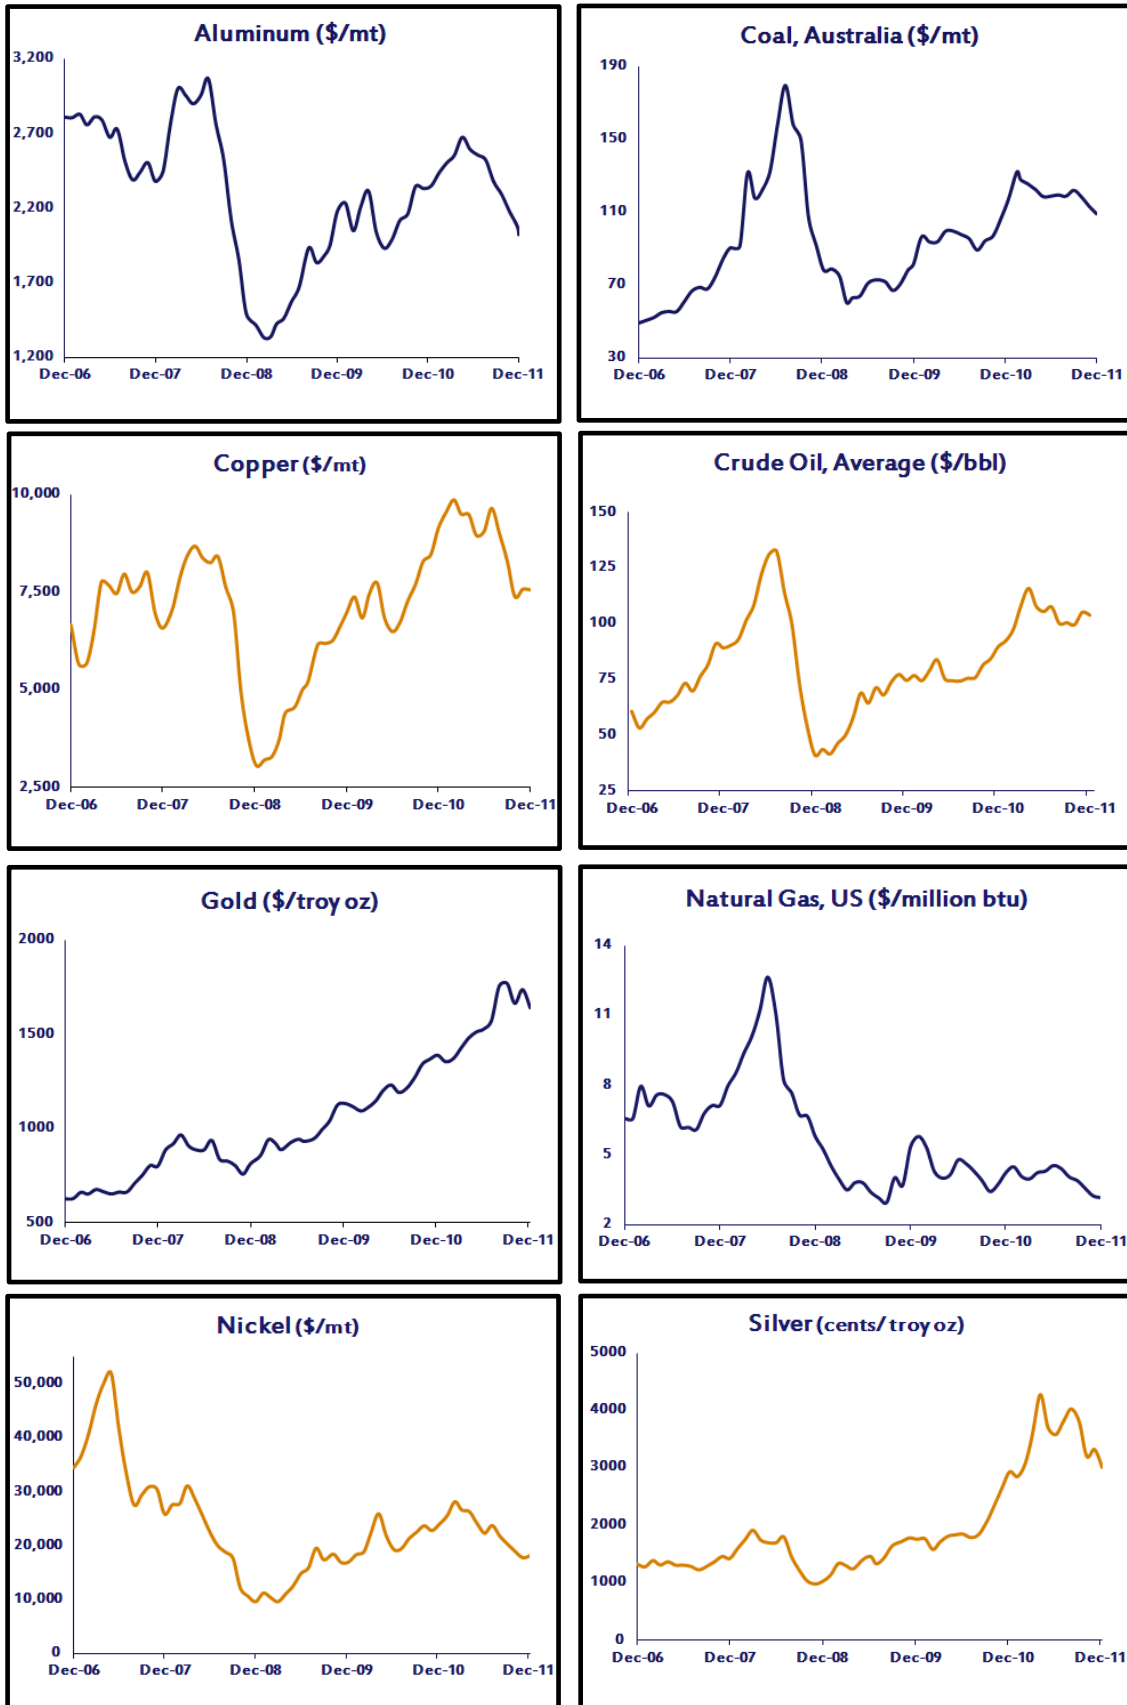 Aluminum ($/mt)
3,200
2,700
2,200
1,700
1,200
Dec-06 Dec-07 Dec-08 Dec-09 Dec-10 Dec-11
Coal, Australia ($/mt)
190
150
110
70
30
Dec-06 Dec-07 Dec-08 Dec-09 Dec-10 Dec-11
Copper ($/mt)
10,000
7,500
5,000
2,500
Dec-06 Dec-07 Dec-08 Dec-09 Dec-10 Dec-11
Crude Oil, Average ($/bbl)
150
125
100
75
50
25
Dec-06 Dec-07 Dec-08 Dec-09 Dec-10 Dec-11
Gold ($/troy oz)
2000
1500
1000
500
Dec-06 Dec-07 Dec-08 Dec-09 Dec-10 Dec-11
Natural Gas, US ($/million btu)
14
11
8
5
2
Dec-06 Dec-07 Dec-08 Dec-09 Dec-10 Dec-11
Nickel ($/mt)
50,000
40,000
30,000
20,000
10,000
0
Dec-06 Dec-07 Dec-08 Dec-09 Dec-10 Dec-11
Silver (cents/ troy oz)
5000
4000
3000
2000
1000
0
Dec-06 Dec-07 Dec-08 Dec-09 Dec-10 Dec-11